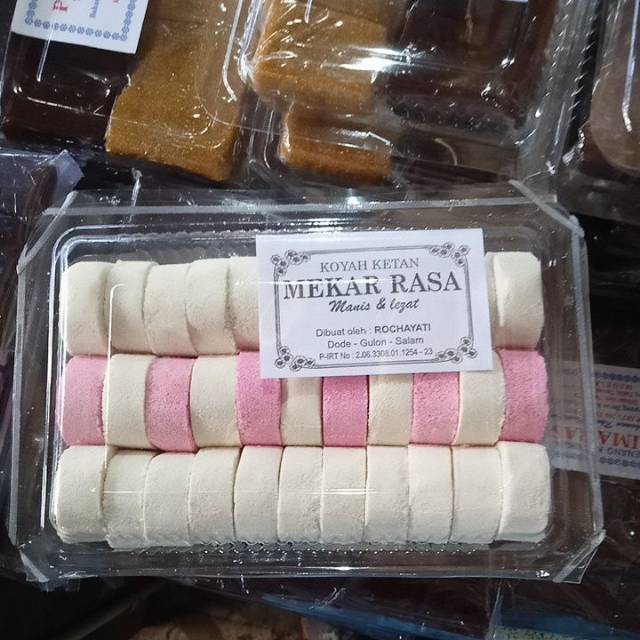 KOYAH KETAN
MEKAR RASA
Manis & lezat
Dibuat oleh : ROCHAYATI
Dode - Gulon - Salam
P-IRT No : 2.06.3308.01.1254 - 23